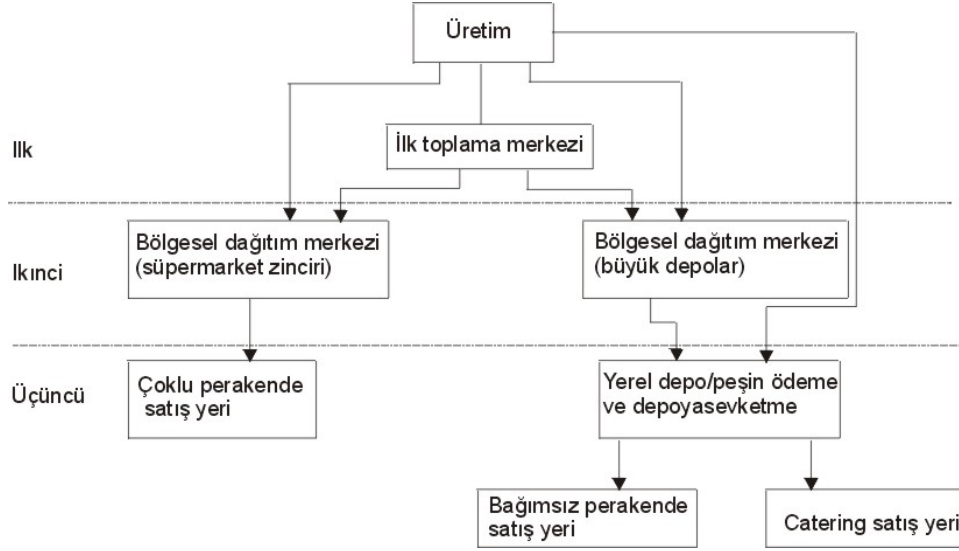 Üretim
Ilk
İlk toplama merkezi
Ikıncı
Bölgesel dağıtım merkezi
(süpermarket zinciri)
Bölgesel dağıtım merkezi
(büyük depolar)
Üçüncü
Çoklu perakende
satış yeri
Yerel depo/peşin ödeme
ve depoyasevketme
Bağımsız perakende
satış yeri
Catering satış yeri